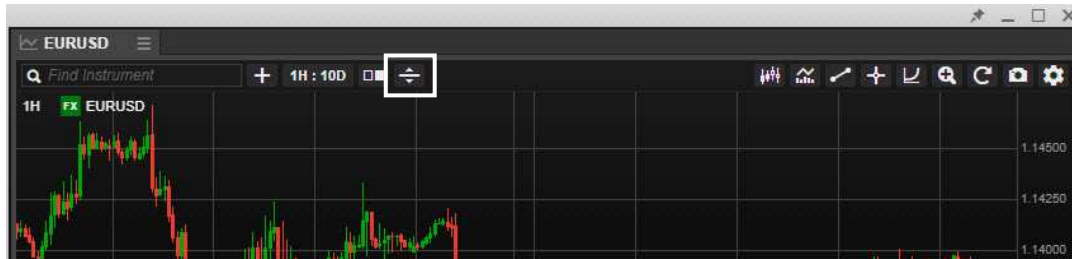 EURUSD
Find Instrument
1H : 10D
1H FX EURUSD
1.14500
1.14250
1.14000